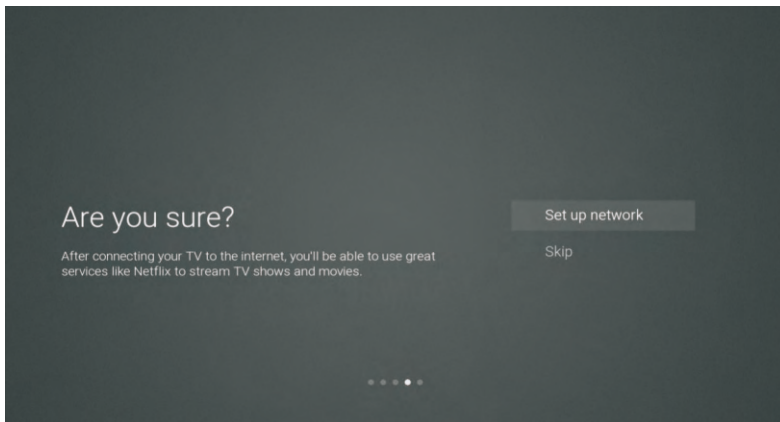 Are you sure?
After connecting your TV to the internet, you'll be able to use great
services like Netflix to stream TV shows and movies.
Set up network
Skip